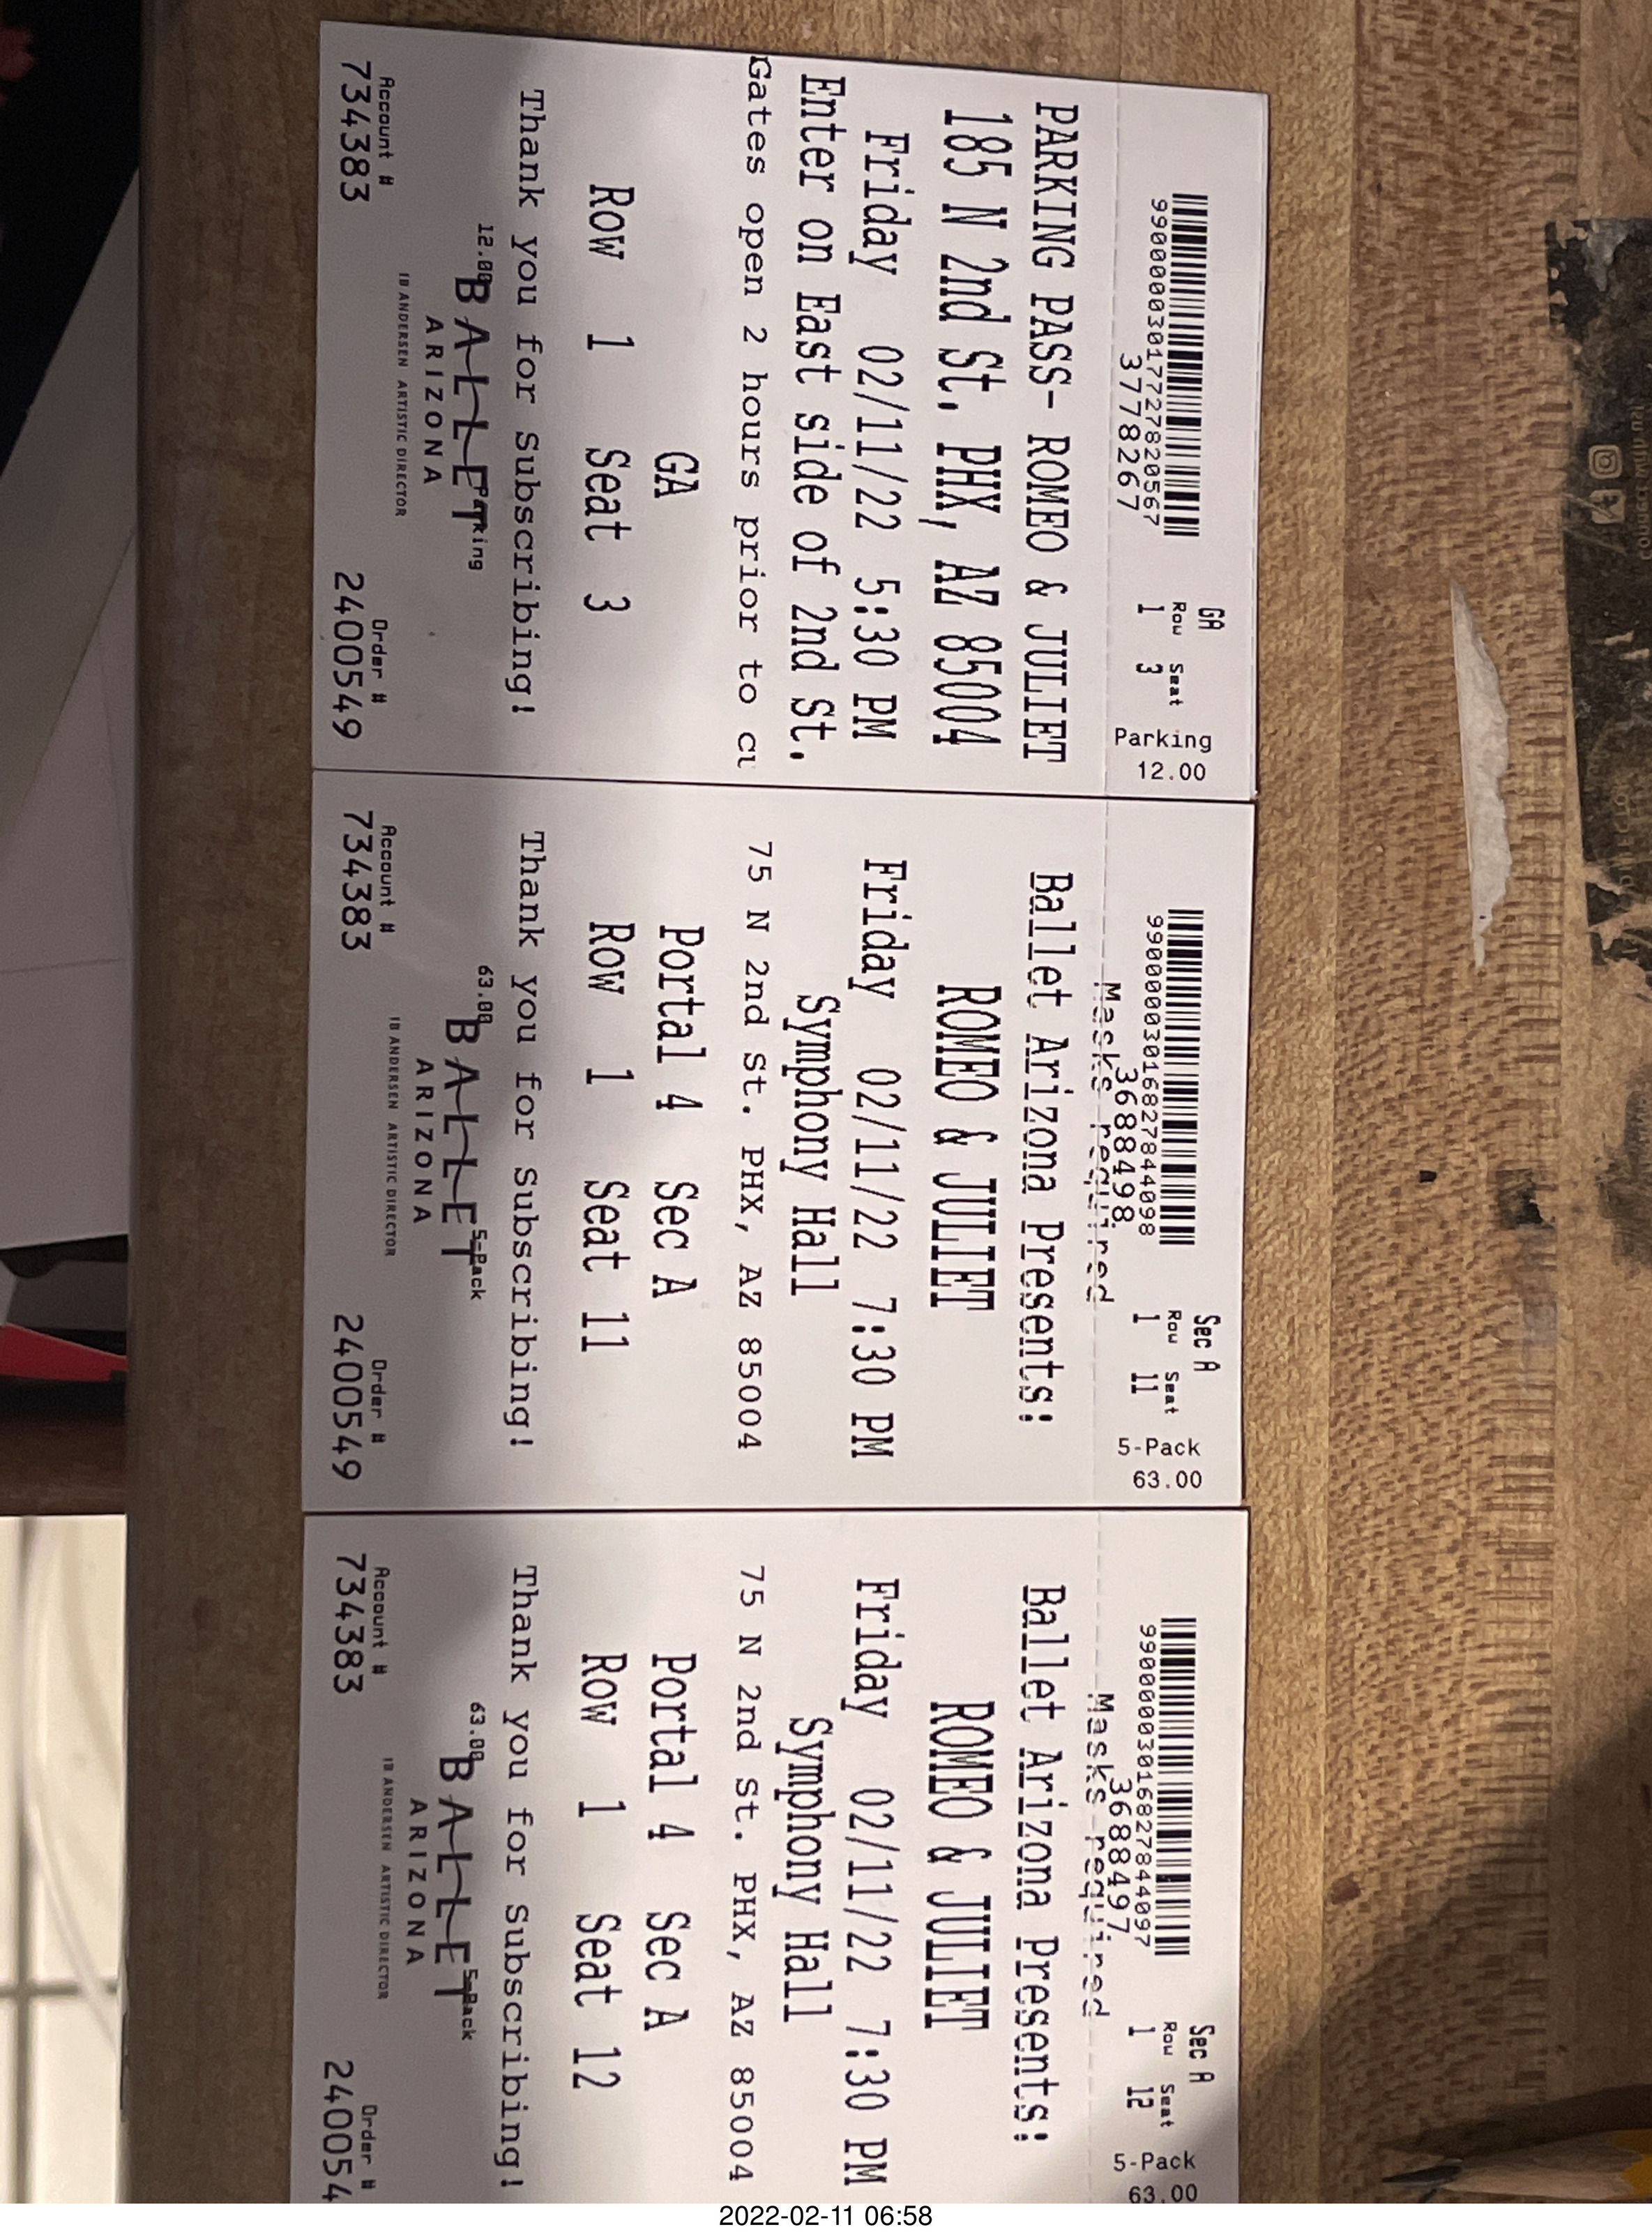 990000003017727820567
3778267
GA
Row Seat
1 3
Parking
12.00
PARKING PASS- ROMEO & JULIET
185 N 2nd St. PHX, AZ 85004
Friday 02/11/22 5:30 PM
Enter on East side of 2nd St.
Gates open 2 hours prior to cu
GA
Row 1 Seat 3
Thank you for Subscribing!
12.00 Parking
BALLET
ARIZONA
IB ANDERSEN ARTISTIC DIRECTOR
Account # Order #
734383 2400549
990000003016827844098
3688498
Masks required
Sec A
Row Seat
1 11
5-Pack
63.00
Ballet Arizona Presents:
ROMEO & JULIET
Friday 02/11/22 7:30 PM
Symphony Hall
75 N 2nd St. PHX, AZ 85004
Portal 4 Sec A
Row 1 Seat 11
Thank you for Subscribing!
63.00 5-Pack
BALLET
ARIZONA
IB ANDERSEN ARTISTIC DIRECTOR
Account # Order #
734383 2400549
990000003016827844097
3688497
Masks required
Sec A
Row Seat
1 12
5-Pack
63.00
Ballet Arizona Presents:
ROMEO & JULIET
Friday 02/11/22 7:30 PM
Symphony Hall
75 N 2nd St. PHX, AZ 85004
Portal 4 Sec A
Row 1 Seat 12
Thank you for Subscribing!
63.00 5-Pack
BALLET
ARIZONA
IB ANDERSEN ARTISTIC DIRECTOR
Account # Order #
734383 240054
2022-02-11 06:58